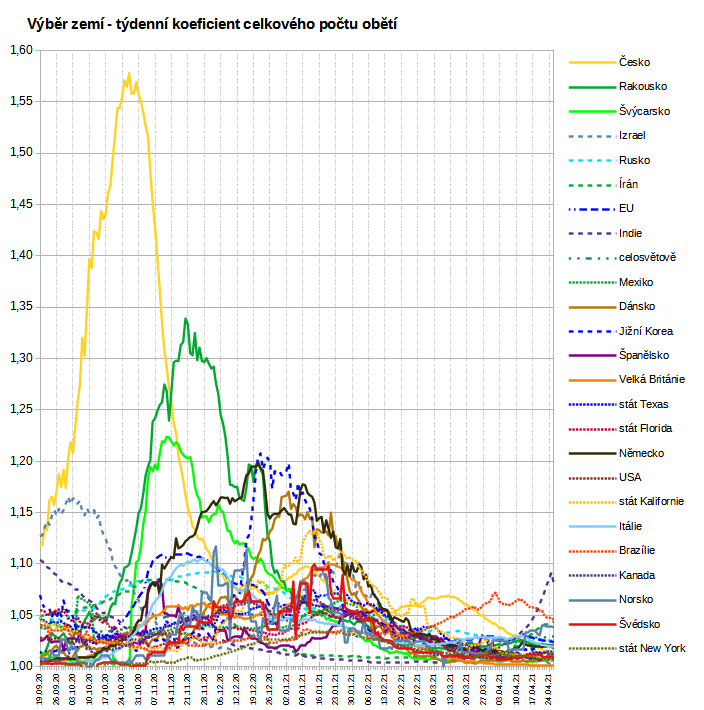 Výběr zemí - týdenní koeficient celkového počtu obětí
1,60
1,55
1,50
1,45
1,40
1,35
1,30
1,25
1,20
1,15
1,10
1,05
1,00
19.09.20
26.09.20
03.10.20
10.10.20
17.10.20
24.10.20
31.10.20
07.11.20
14.11.20
21.11.20
28.11.20
05.12.20
12.12.20
19.12.20
26.12.20
02.01.21
09.01.21
16.01.21
23.01.21
30.01.21
06.02.21
13.02.21
20.02.21
27.02.21
06.03.21
13.03.21
20.03.21
27.03.21
03.04.21
10.04.21
17.04.21
24.04.21
Česko
Rakousko
Švýcarsko
Izrael
Rusko
Írán
EU
Indie
celosvětově
Mexiko
Dánsko
Jižní Korea
Španělsko
Velká Británie
stát Texas
stát Florida
Německo
USA
stát Kalifornie
Itálie
Brazílie
Kanada
Norsko
Švédsko
stát New York